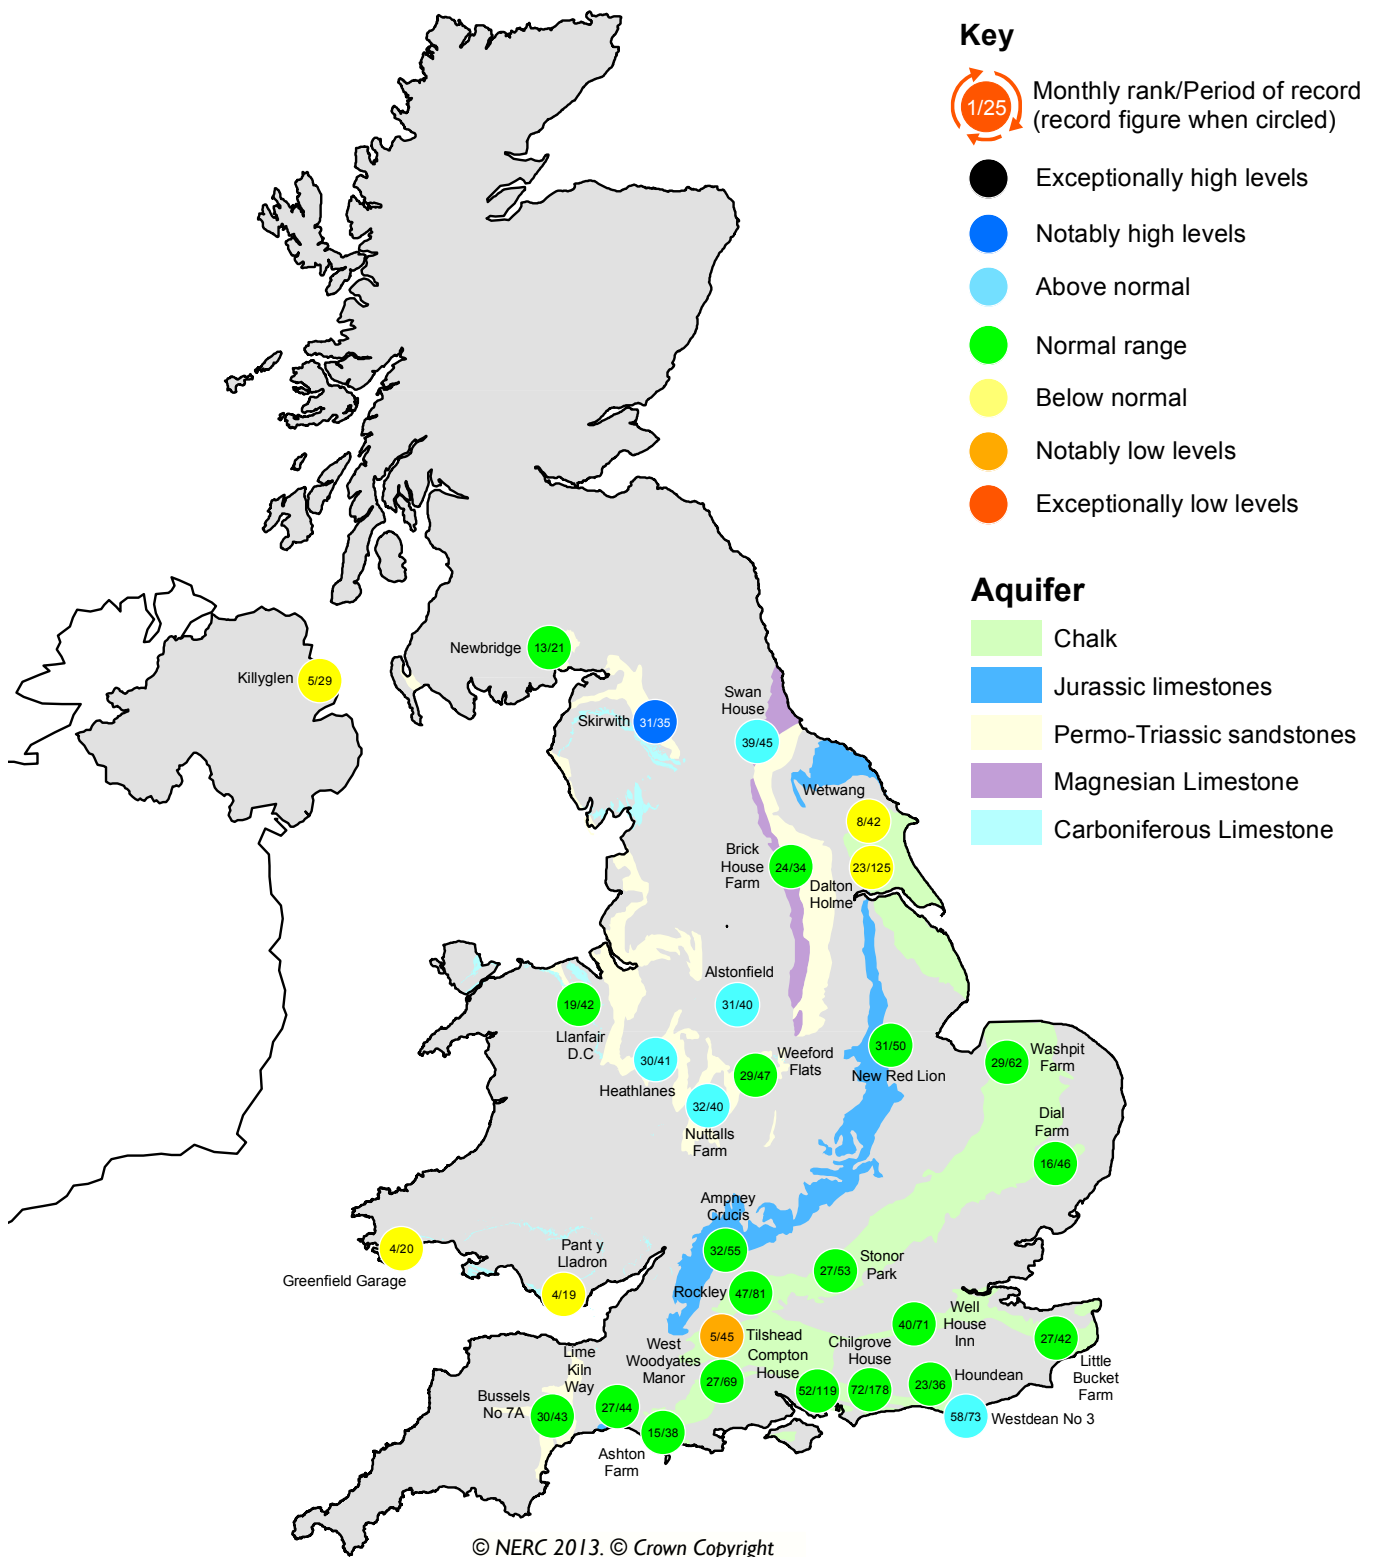 Key
1/25
Monthly rank/Period of record
(record figure when circled)
Exceptionally high levels
Notably high levels
Above normal
Normal range
Below normal
Notably low levels
Exceptionally low levels
Aquifer
Chalk
Jurassic limestones
Permo-Triassic sandstones
Magnesian Limestone
Carboniferous Limestone
Newbridge
13/21
Killyglen
5/29
Skirwith
31/35
Swan
House
39/45
Wetwang
8/42
Brick
House
Farm
24/34
23/125
Dalton
Holme
Alstonfield
31/40
19/42
Llanfair
D.C
30/41
Heathlanes
Weeford
Flats
29/47
32/40
Nuttalls
Farm
31/50
New Red Lion
29/62
Washpit
Farm
Dial
Farm
16/46
Ampney
Crucis
32/55
4/20
Greenfield Garage
Pant y
Lladron
4/19
27/53
Stonor
Park
Rockley
47/81
5/45
Tilshead
West
Woodyates
Manor
27/69
Compton
House
52/119
Chilgrove
House
72/178
40/71
Well
House
Inn
27/42
Little
Bucket
Farm
23/36
Houndean
58/73
Westdean No 3
Lime
Kiln
Way
27/44
Bussels
No 7A
30/43
15/38
Ashton
Farm
© NERC 2013. © Crown Copyright